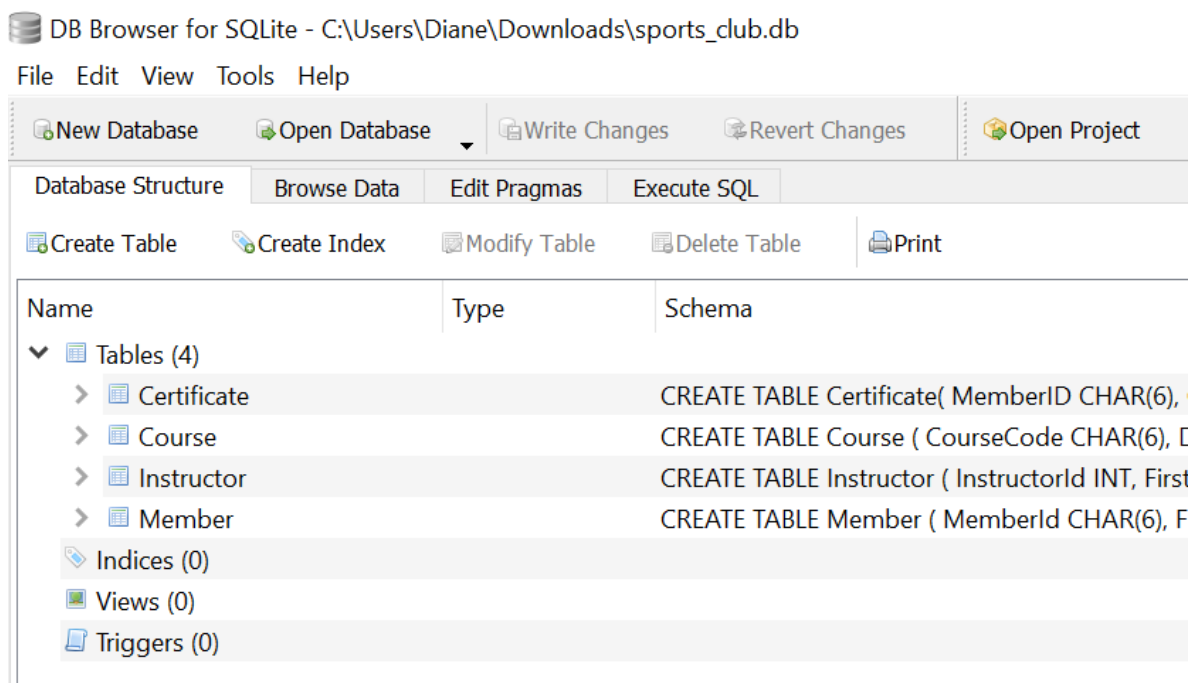 DB Browser for SQLite - C:\Users\Diane\Downloads\sports_club.db
File Edit View Tools Help
New Database Open Database Write Changes Revert Changes Open Project
Database Structure Browse Data Edit Pragmas Execute SQL
Create Table Create Index Modify Table Delete Table Print
Name Type Schema
Tables (4)
Certificate CREATE TABLE Certificate( MemberID CHAR(6),
Course CREATE TABLE Course ( CourseCode CHAR(6),
Instructor CREATE TABLE Instructor ( InstructorId INT, First
Member CREATE TABLE Member ( MemberId CHAR(6), F
Indices (0)
Views (0)
Triggers (0)